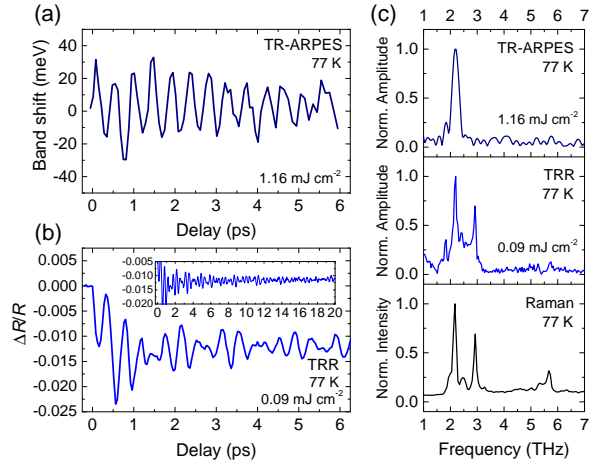 (a)
TR-ARPES
77 K
40
20
0
-20
-40
Band shift (meV)
1.16 mJ cm-2
0 1 2 3 4 5 6
Delay (ps)
(b)
0.000
-0.005
-0.010
-0.015
-0.020
-0.025
ΔR/R
-0.005
-0.010
-0.015
-0.020
0 2 4 6 8 10 12 14 16 18 20
TRR
77 K
0.09 mJ cm-2
0 1 2 3 4 5 6
Delay (ps)
(c)
1 2 3 4 5 6 7
TR-ARPES
77 K
1.0
0.5
0.0
Norm. Amplitude
1.16 mJ cm-2
TRR
77 K
1.0
0.5
0.0
Norm. Amplitude
0.09 mJ cm-2
Raman
77 K
1.0
0.5
0.0
Norm. Intensity
1 2 3 4 5 6 7
Frequency (THz)